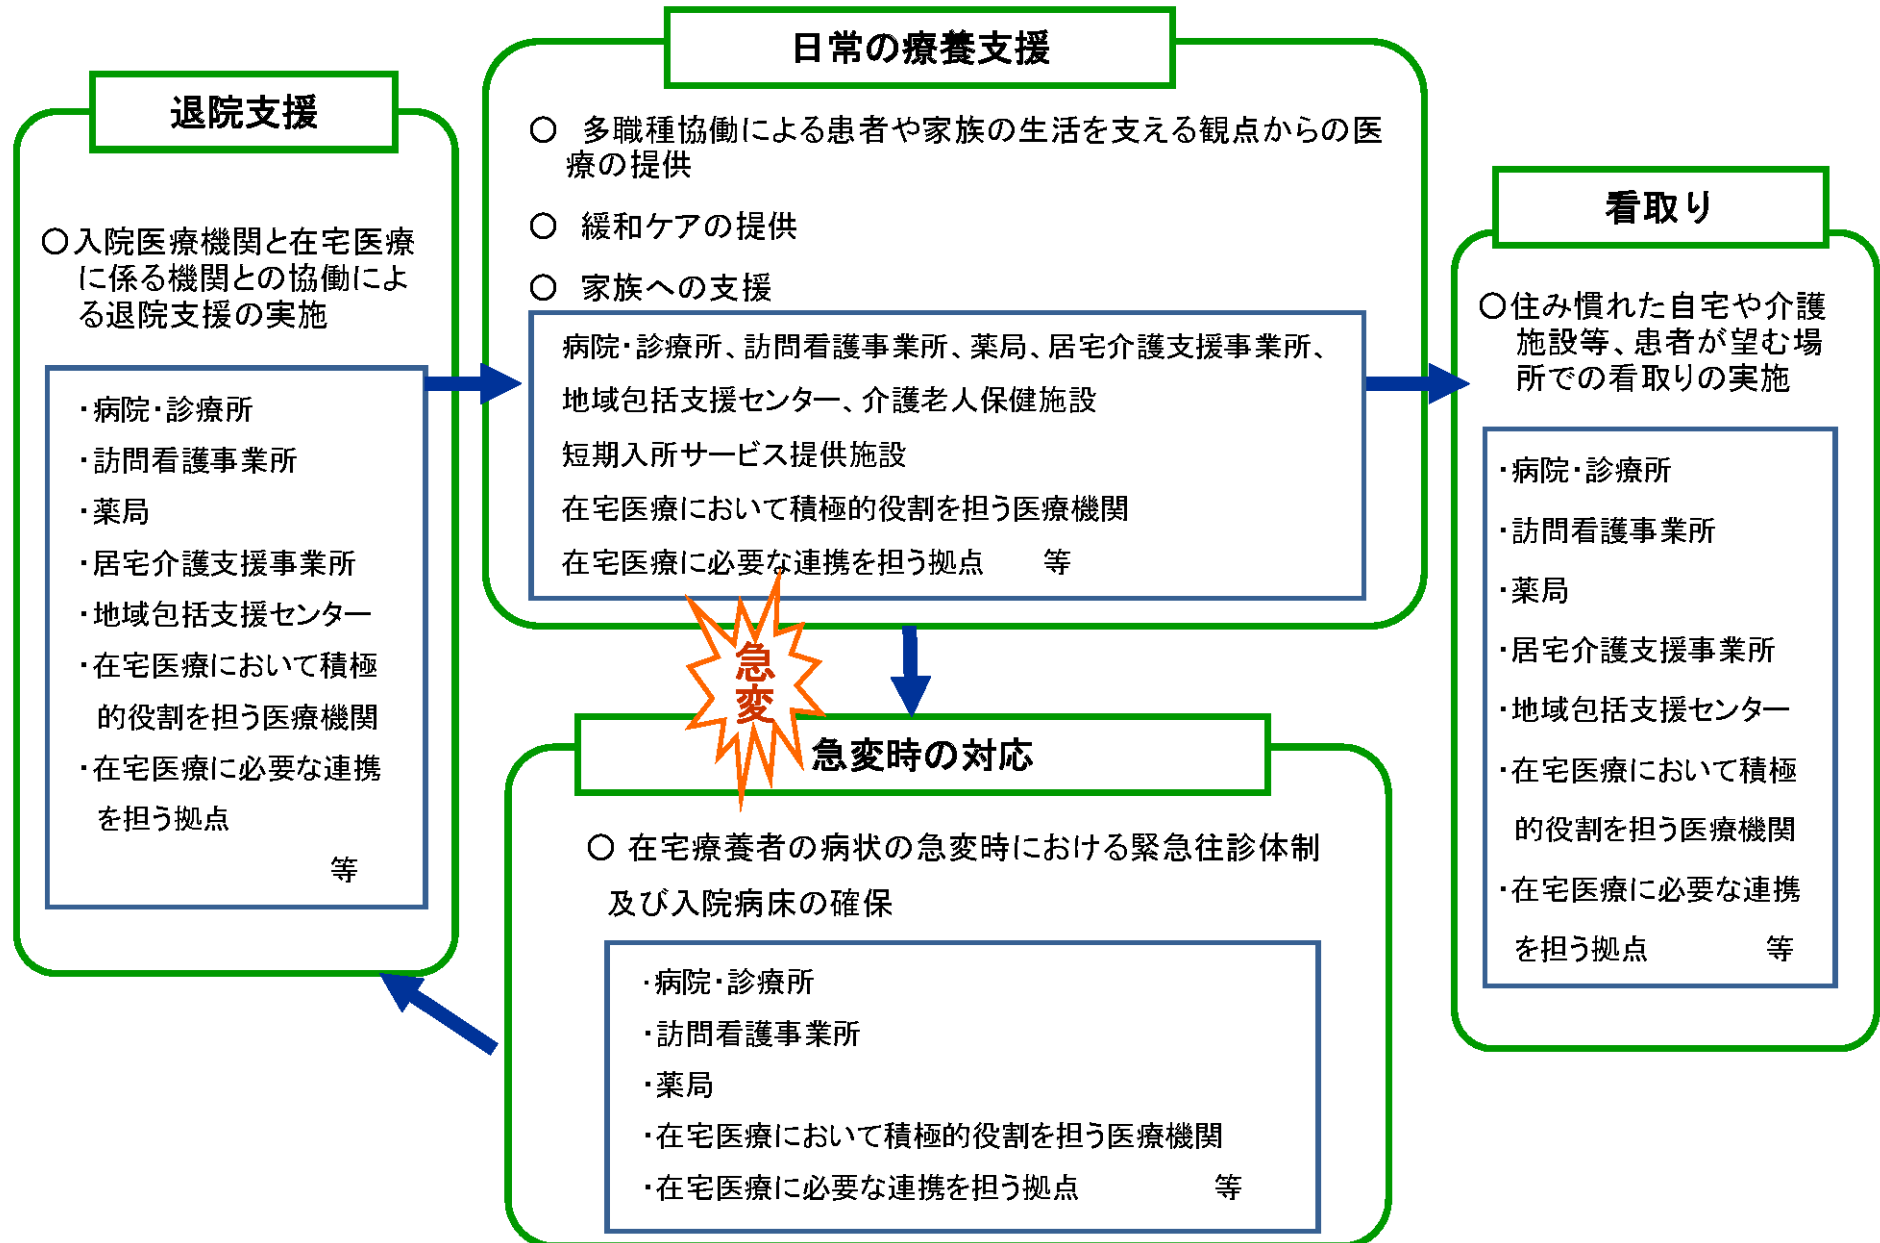 退院支援
○入院医療機関と在宅医療
に係る機関との協働によ
る退院支援の実施
・病院・診療所
・訪問看護事業所
・薬局
・居宅介護支援事業所
・地域包括支援センター
・在宅医療において積極
的役割を担う医療機関
・在宅医療に必要な連携
を担う拠点
等
日常の療養支援
○ 多職種協働による患者や家族の生活を支える観点からの医
療の提供
○ 緩和ケアの提供
○ 家族への支援
病院・診療所、訪問看護事業所、薬局、居宅介護支援事業所、
地域包括支援センター、介護老人保健施設
短期入所サービス提供施設
在宅医療において積極的役割を担う医療機関
在宅医療に必要な連携を担う拠点 等
急
変
急変時の対応
○ 在宅療養者の病状の急変時における緊急往診体制
及び入院病床の確保
・病院・診療所
・訪問看護事業所
・薬局
・在宅医療において積極的役割を担う医療機関
・在宅医療に必要な連携を担う拠点 等
看取り
○住み慣れた自宅や介護
施設等、患者が望む場
所での看取りの実施
・病院・診療所
・訪問看護事業所
・薬局
・居宅介護支援事業所
・地域包括支援センター
・在宅医療において積極
的役割を担う医療機関
・在宅医療に必要な連携
を担う拠点 等